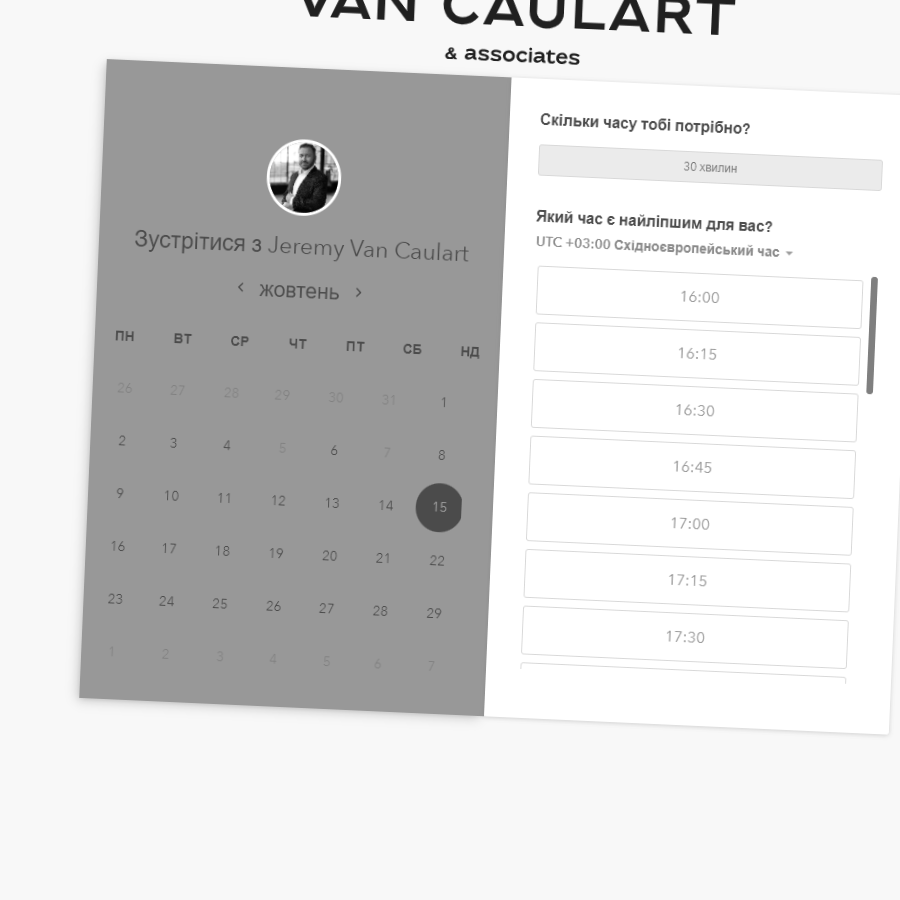 VAN CAULART
& associates
Зустрітися з Jeremy Van Caulart
‹ жовтень ›
ПН ВТ СР ЧТ ПТ СБ НД
26 27 28 29 30 31 1
2 3 4 5 6 7 8
9 10 11 12 13 14 15
16 17 18 19 20 21 22
23 24 25 26 27 28 29
1 2 3 4 5 6 7
Скільки часу тобі потрібно?
30 хвилин
Який час є найліпшим для вас?
UTC +03:00 Східноєвропейський час
16:00
16:15
16:30
16:45
17:00
17:15
17:30